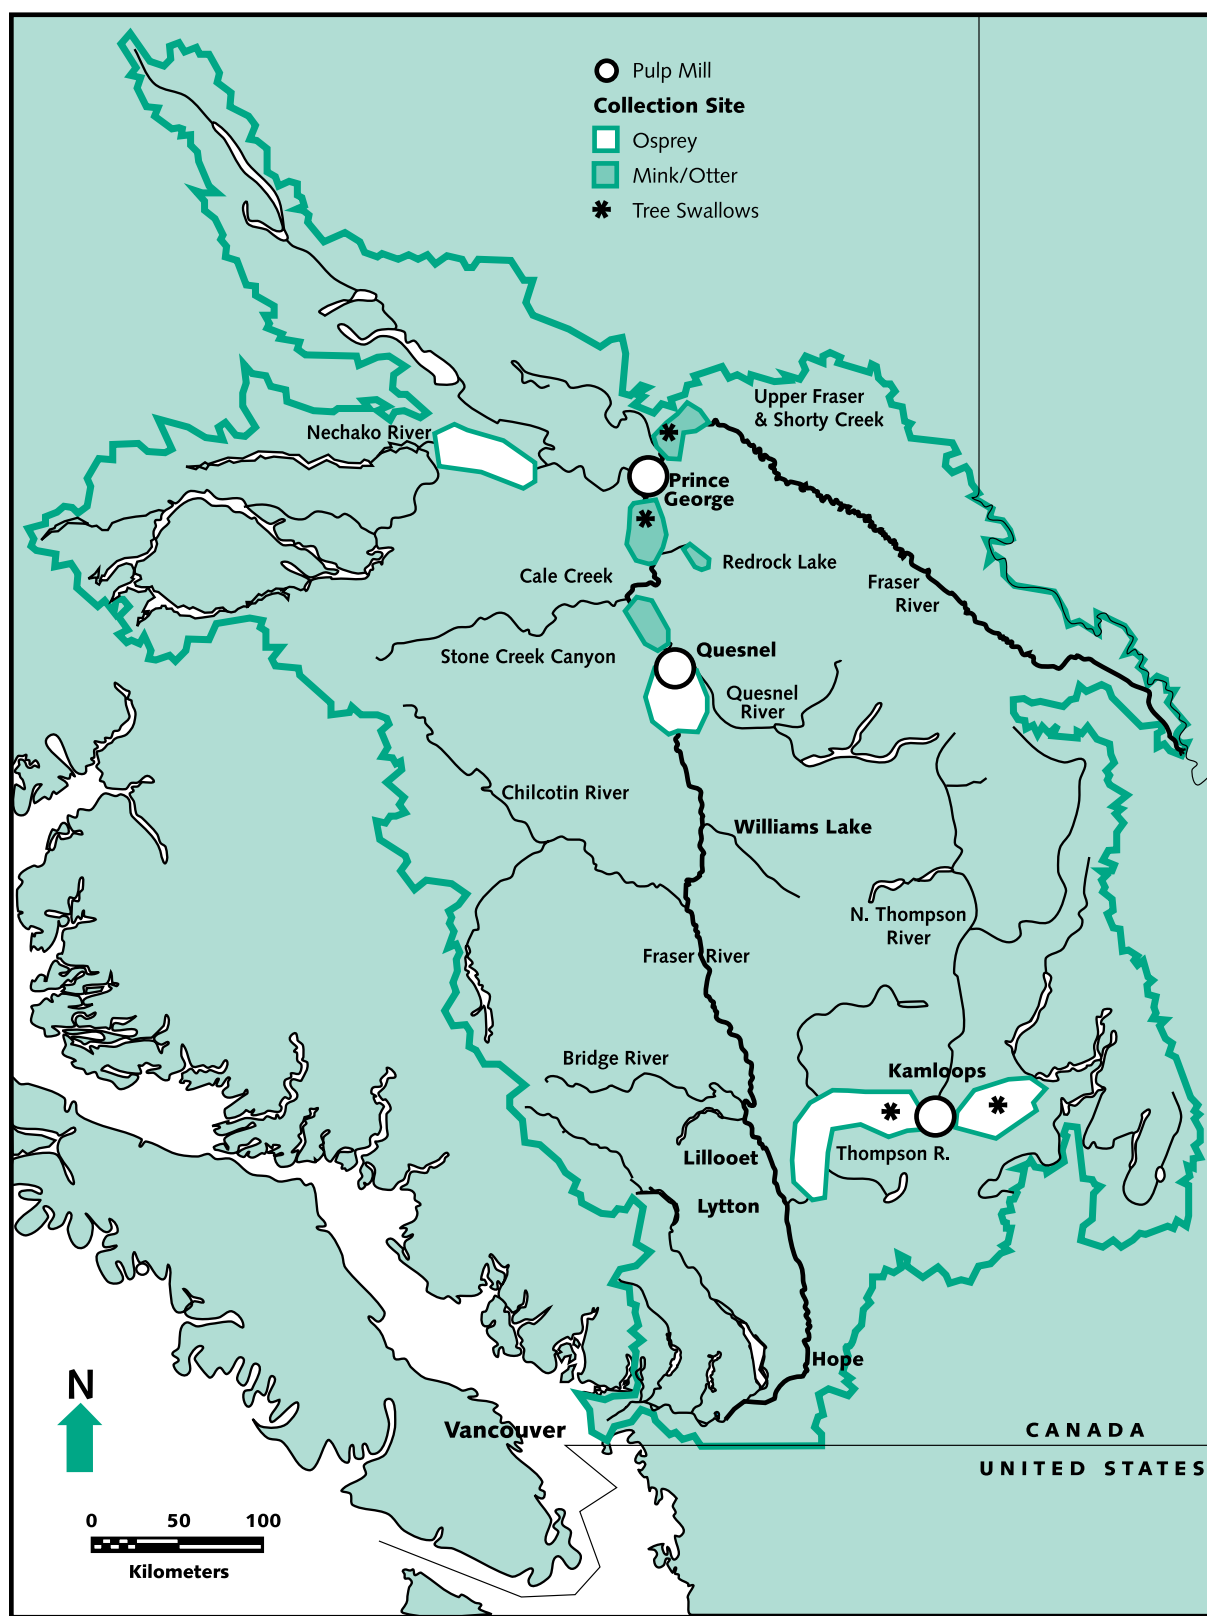 Pulp Mill
Collection Site
Osprey
Mink/Otter
Tree Swallows
Upper Fraser
& Shorty Creek
Nechako River
Prince
George
Redrock Lake
Cale Creek
Fraser
River
Stone Creek Canyon
Quesnel
Quesnel
River
Chilcotin River
Williams Lake
N. Thompson
River
Fraser River
Bridge River
Kamloops
Lillooet
Thompson R.
Lytton
Hope
N
Vancouver
CANADA
UNITED STATES
0 50 100
Kilometers